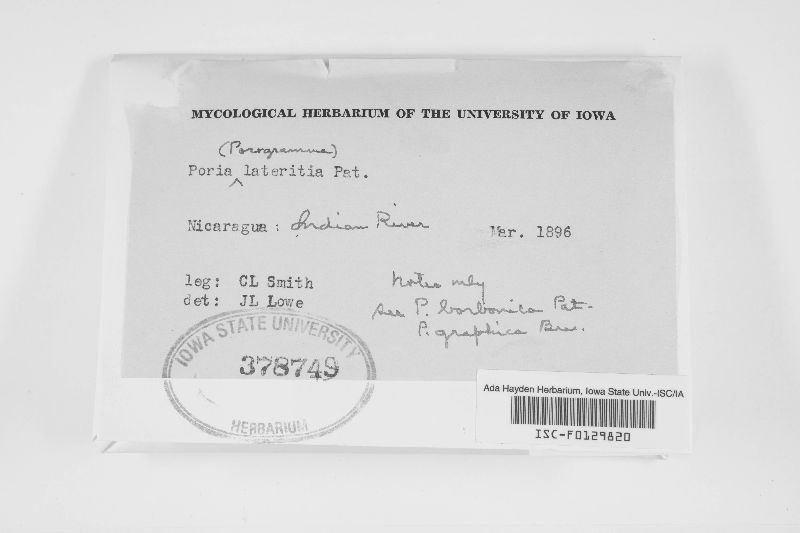 MYCOLOGICAL HERBARIUM OF THE UNIVERSITY OF IOWA
(Porogramme)
Poria lateritia Pat.
Nicaragua: Indian River Mar. 1896
leg: CL Smith
det: JL Lowe
Notes only
see P. borbonica Pat.
P. graphica Bres.
IOWA STATE UNIVERSITY
378749
HERBARIUM
Ada Hayden Herbarium, Iowa State Univ.-ISC/IA
ISC-F0129820